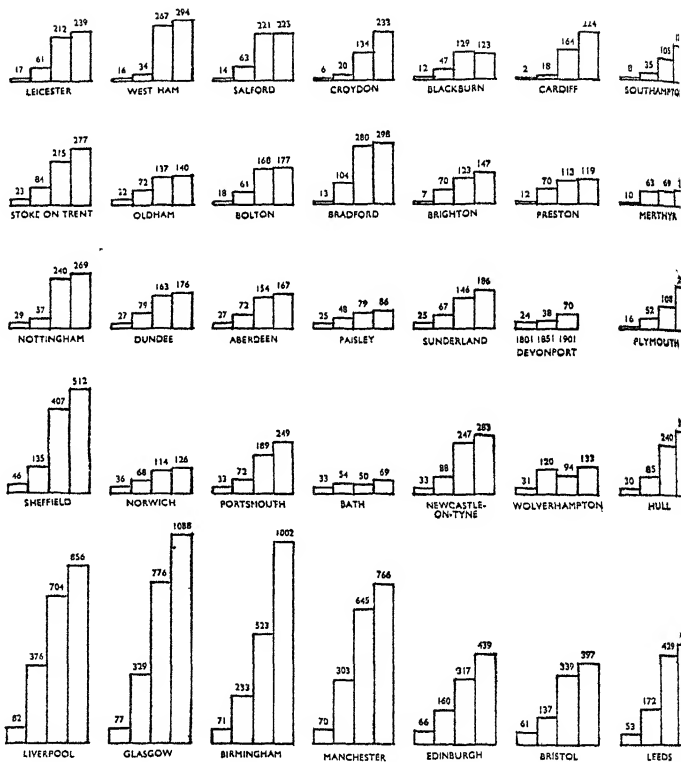 17 61 212 239
LEICESTER
16 34 267 294
WEST HAM
14 63 221 223
SALFORD
6 20 134 233
CROYDON
12 47 129 123
BLACKBURN
2 18 164 224
CARDIFF
8 35 105
SOUTHAMPTO
23 84 215 277
STOKE ON TRENT
22 72 137 140
OLDHAM
18 61 168 177
BOLTON
13 104 280 298
BRADFORD
7 70 123 147
BRIGHTON
12 70 113 119
PRESTON
10 63 69
MERTHYR
29 57 240 269
NOTTINGHAM
27 79 163 176
DUNDEE
27 72 154 167
ABERDEEN
25 48 79 86
PAISLEY
25 67 146 186
SUNDERLAND
24 38 70
1801 1851 1901
DEVONPORT
16 52 108
PLYMOUTH
46 135 407 512
SHEFFIELD
36 68 114 126
NORWICH
33 72 189 249
PORTSMOUTH
33 54 50 69
BATH
33 88 247 283
NEWCASTLE-
ON-TYNE
31 120 94 133
WOLVERHAMPTON
30 85 240
HULL
82 376 704 856
LIVERPOOL
77 329 776 1088
GLASGOW
71 233 523 1002
BIRMINGHAM
70 303 645 766
MANCHESTER
66 160 317 439
EDINBURGH
61 137 339 397
BRISTOL
53 172 429
LEEDS